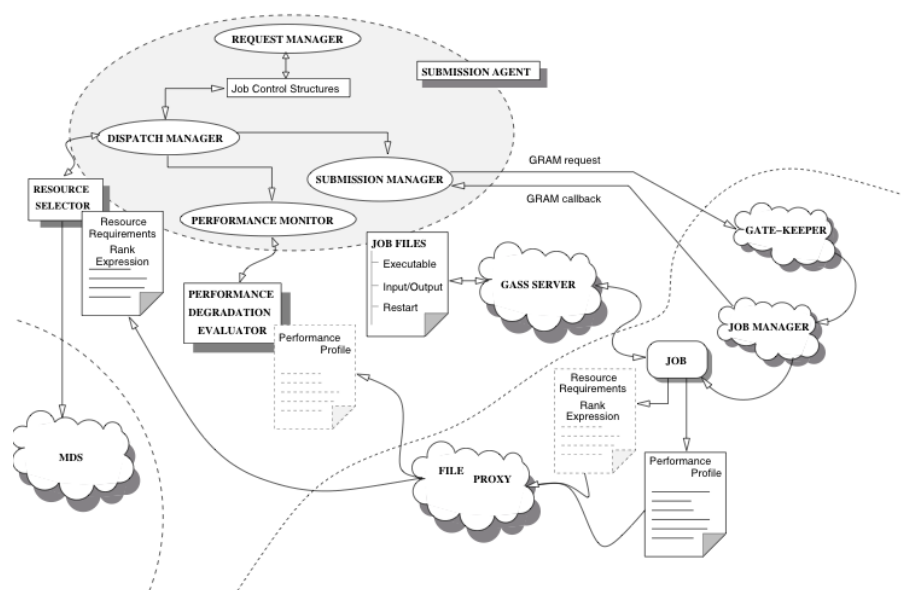 REQUEST MANAGER
SUBMISSION AGENT
Job Control Structures
DISPATCH MANAGER
SUBMISSION MANAGER
GRAM request
GRAM callback
RESOURCE
SELECTOR
Resource
Requirements
Rank
Expression
PERFORMANCE MONITOR
GATE-KEEPER
JOB FILES
Executable
Input/Output
Restart
GASS SERVER
PERFORMANCE
DEGRADATION
EVALUATOR
Performance
Profile
JOB MANAGER
JOB
Resource
Requirements
Rank
Expression
MDS
FILE
PROXY
Performance
Profile